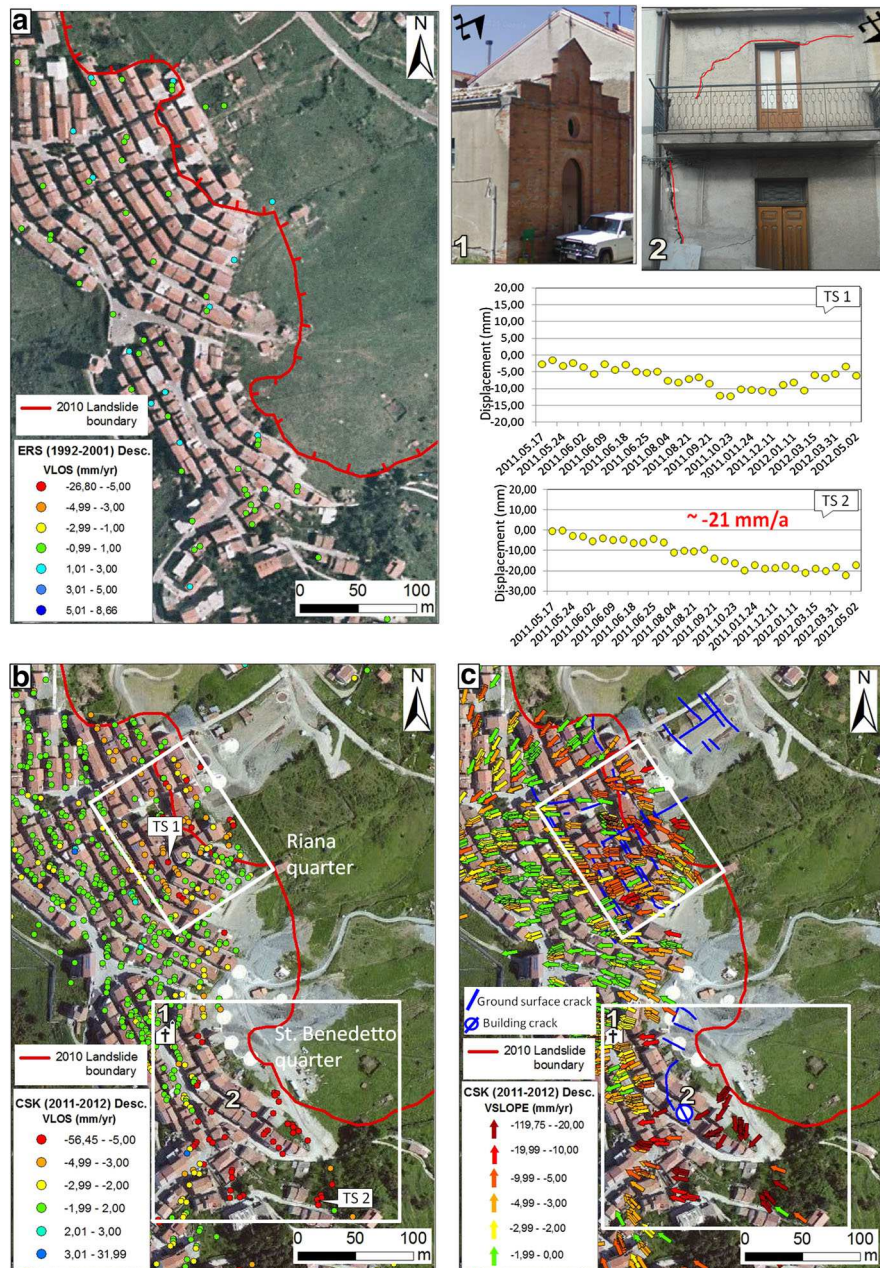 a
N
2010 Landslide
boundary
ERS (1992-2001) Desc.
VLOS (mm/yr)
-26,80 - -5,00
-4,99 - -3,00
-2,99 - -1,00
-0,99 - 1,00
1,01 - 3,00
3,01 - 5,00
5,01 - 8,66
0 50 100
m
1
2
TS 1
Displacement (mm)
20,00
15,00
10,00
5,00
0,00
-5,00
-10,00
-15,00
-20,00
2011.05.17
2011.05.24
2011.06.02
2011.06.09
2011.06.18
2011.06.25
2011.08.04
2011.08.21
2011.09.21
2011.10.23
2011.01.24
2011.12.11
2012.01.11
2012.03.15
2012.03.31
2012.05.02
TS 2
~ -21 mm/a
Displacement (mm)
20,00
10,00
0,00
-10,00
-20,00
-30,00
2011.05.17
2011.05.24
2011.06.02
2011.06.09
2011.06.18
2011.06.25
2011.08.04
2011.08.21
2011.09.21
2011.10.23
2011.01.24
2011.12.11
2012.01.11
2012.03.15
2012.03.31
2012.05.02
b
N
TS 1
Riana
quarter
1
St. Benedetto
quarter
2
TS 2
2010 Landslide
boundary
CSK (2011-2012) Desc.
VLOS (mm/yr)
-56,45 - -5,00
-4,99 - -3,00
-2,99 - -2,00
-1,99 - 2,00
2,01 - 3,00
3,01 - 31,99
0 50 100
m
c
N
Ground surface crack
Building crack
1
2
2010 Landslide
boundary
CSK (2011-2012) Desc.
VSLOPE (mm/yr)
-119,75 - -20,00
-19,99 - -10,00
-9,99 - -5,00
-4,99 - -3,00
-2,99 - -2,00
-1,99 - 0,00
0 50 100
m